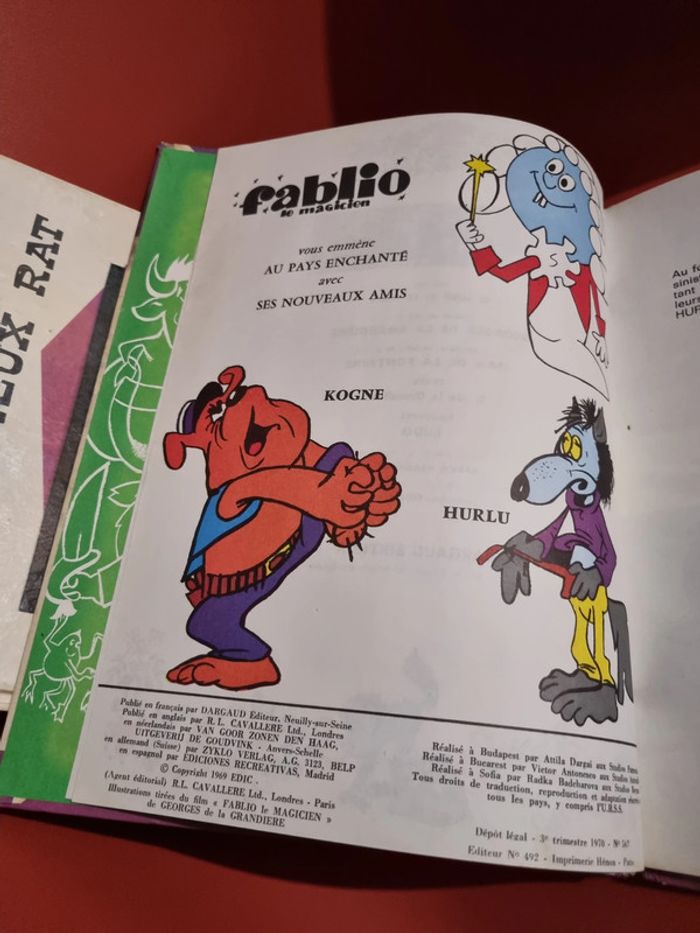 EUX RAT
fablio
le magicien
vous emmène
AU PAYS ENCHANTÉ
avec
SES NOUVEAUX AMIS
S
KOGNE
HURLU
Publié en français par DARGAUD Editeur, Neuilly-sur-Seine
Publié en anglais par R. L. CAVALLERE Ltd., Londres
en néerlandais par VAN GOOR ZONEN DEN HAAG,
UITGEVERIJ DE GOUDVINK - Anvers-Schelle
en allemand (Suisse) par ZYKLO VERLAG, A.G. 3123, BELP
en espagnol par EDICIONES RECREATIVAS, Madrid
© Copyright 1969 EDIC -
(Agent éditorial) R.L. CAVALLERE, Ltd., Londres - Paris
Illustrations tirées du film « FABLIO le MAGICIEN »
de GEORGES de la GRANDIERE
Réalisé à Budapest par Attila Dargai aux Studios
Réalisé à Bucarest par Victor Antonescu aux Studios
Réalisé à Sofia par Radka Badcharova aux Studios
Tous droits de traduction, reproduction et adaptation
tous les pays, y compris l'U.R.S.S.
Dépôt légal - 3e trimestre 1970 - N° 567
Editeur N° 492 - Imprimerie Hénon - Paris
Au
sinis
tant
leurs
HUR